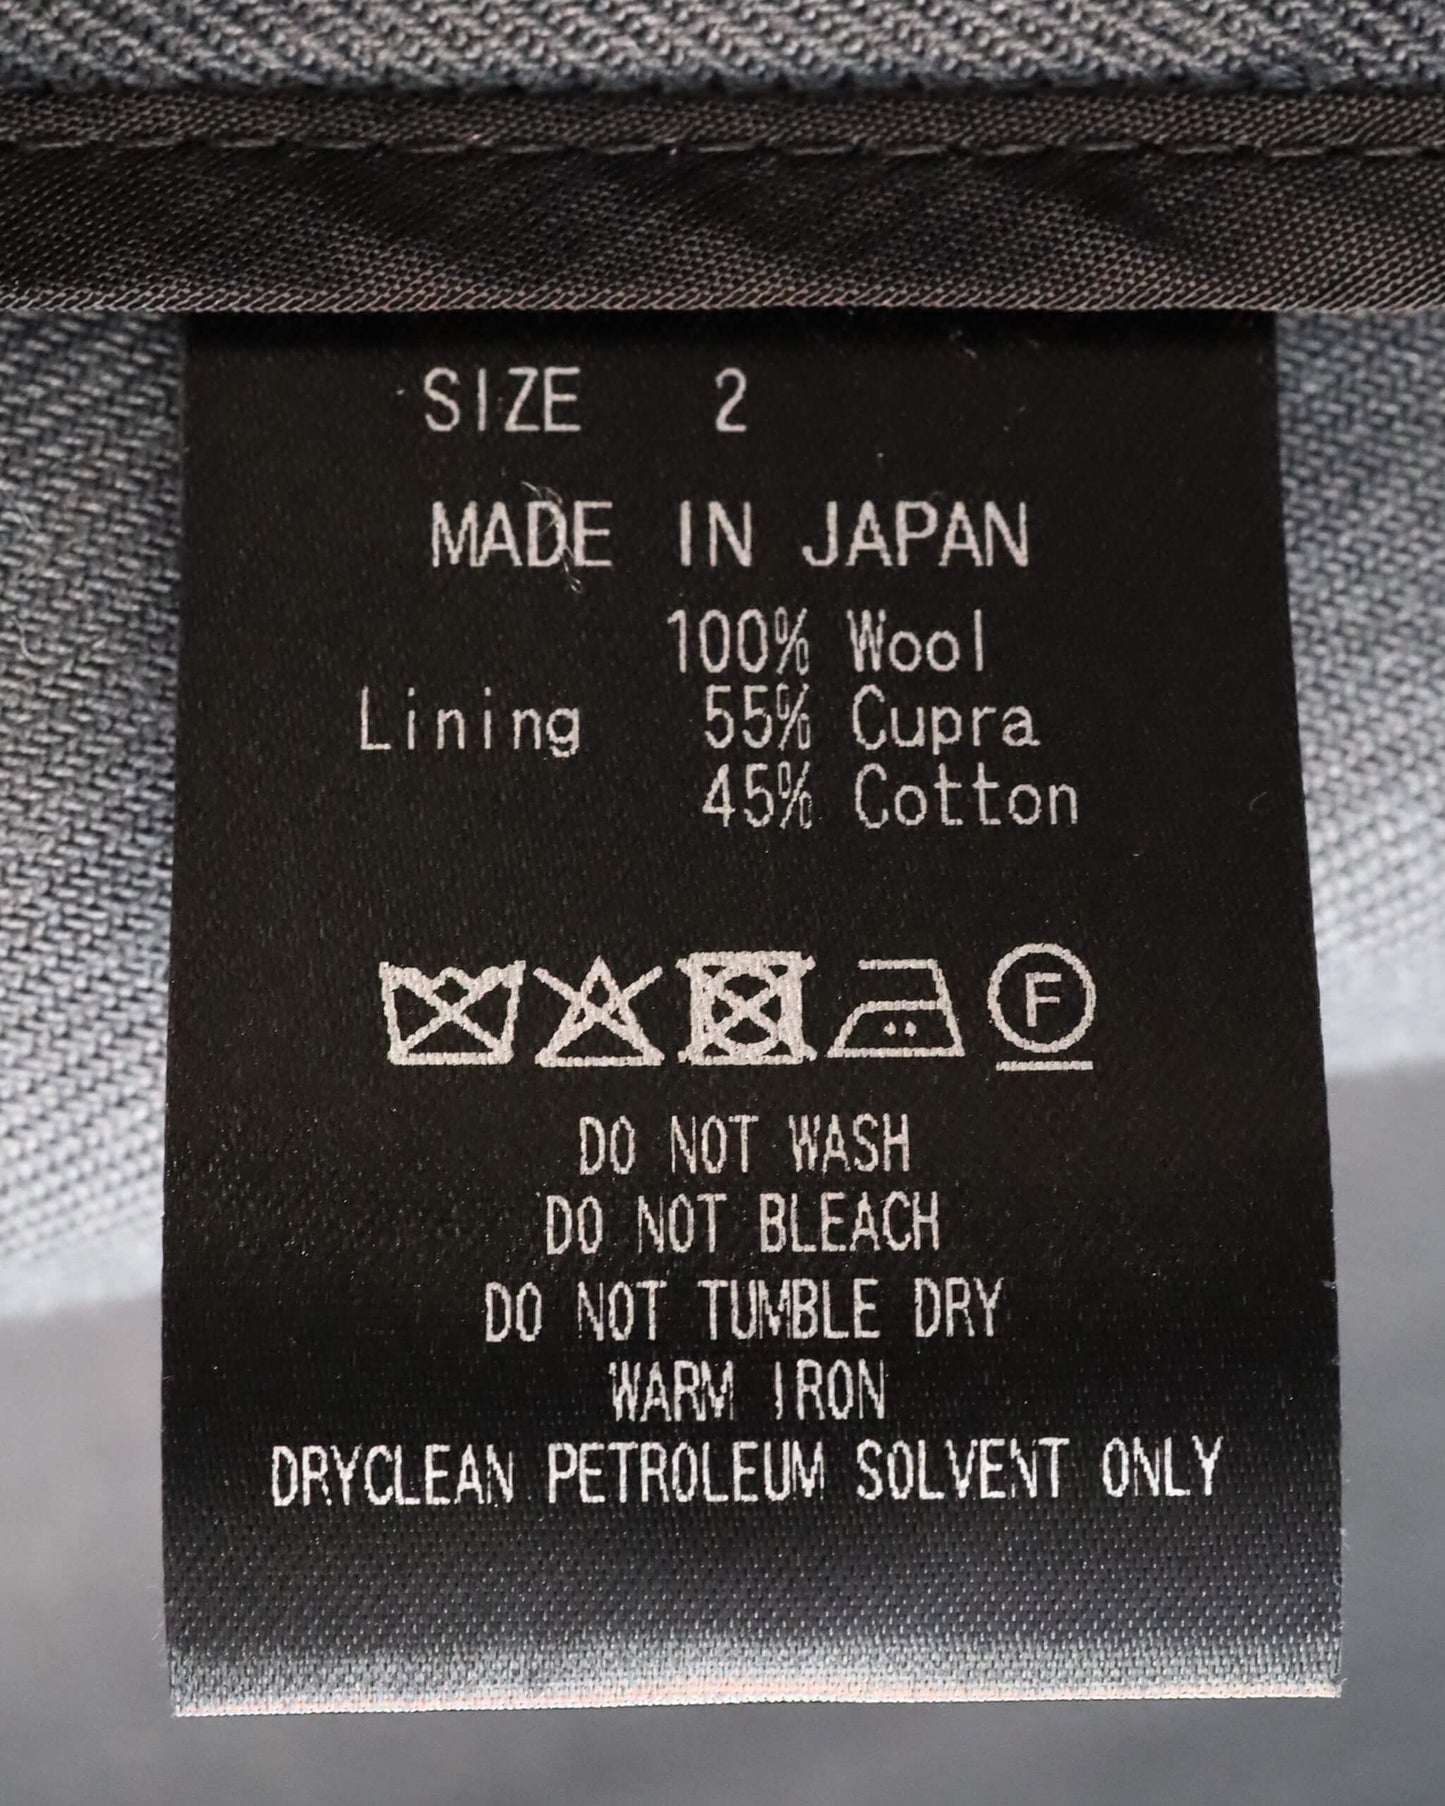 SIZE 2
MADE IN JAPAN
100% Wool
Lining 55% Cupra
45% Cotton
F
DO NOT WASH
DO NOT BLEACH
DO NOT TUMBLE DRY
WARM IRON
DRYCLEAN PETROLEUM SOLVENT ONLY